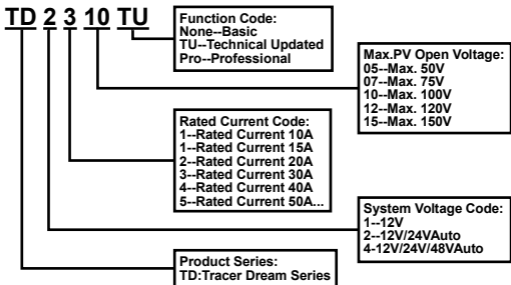 TD 2 3 10 TU
Function Code:
None--Basic
TU--Technical Updated
Pro--Professional
Max.PV Open Voltage:
05--Max. 50V
07--Max. 75V
10--Max. 100V
12--Max. 120V
15--Max. 150V
Rated Current Code:
1--Rated Current 10A
1--Rated Current 15A
2--Rated Current 20A
3--Rated Current 30A
4--Rated Current 40A
5--Rated Current 50A...
System Voltage Code:
1--12V
2--12V/24VAuto
4-12V/24V/48VAuto
Product Series:
TD:Tracer Dream Series